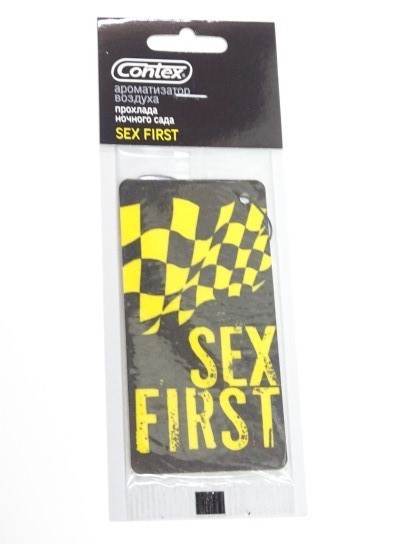 Contex
ароматизатор
воздуха
прохлада
ночного сада
SEX FIRST
SEX
FIRST